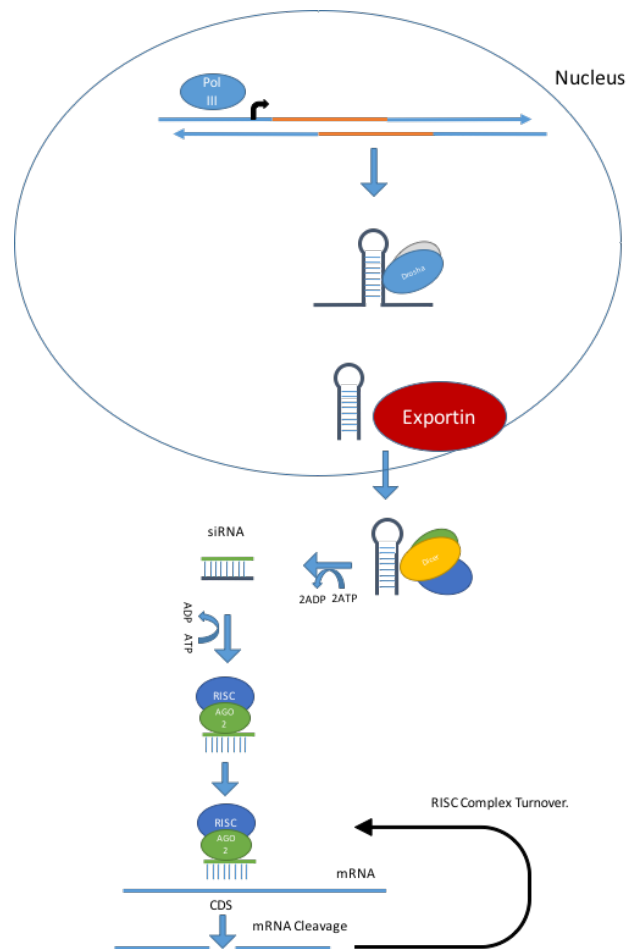 Nucleus
Pol
III
Drosha
Exportin
siRNA
Dicer
2ADP 2ATP
ADP
ATP
RISC
AGO
2
RISC Complex Turnover.
RISC
AGO
2
mRNA
CDS
mRNA Cleavage